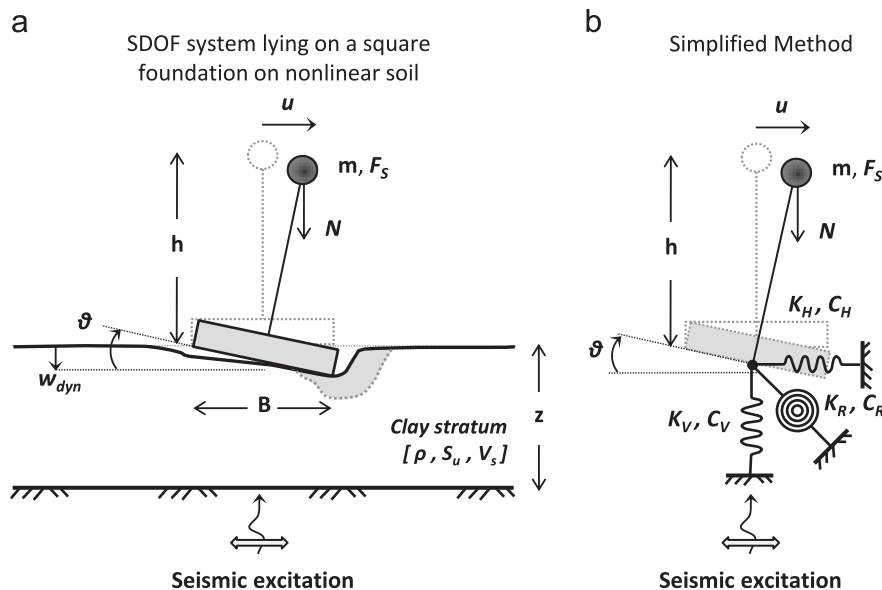 a
SDOF system lying on a square
foundation on nonlinear soil
u
m, F_S
N
h
ϑ
w_dyn
B
z
Clay stratum
[ ρ , S_u , V_s ]
Seismic excitation
b
Simplified Method
u
m, F_S
N
h
K_H, C_H
ϑ
K_V, C_V
K_R, C_R
Seismic excitation